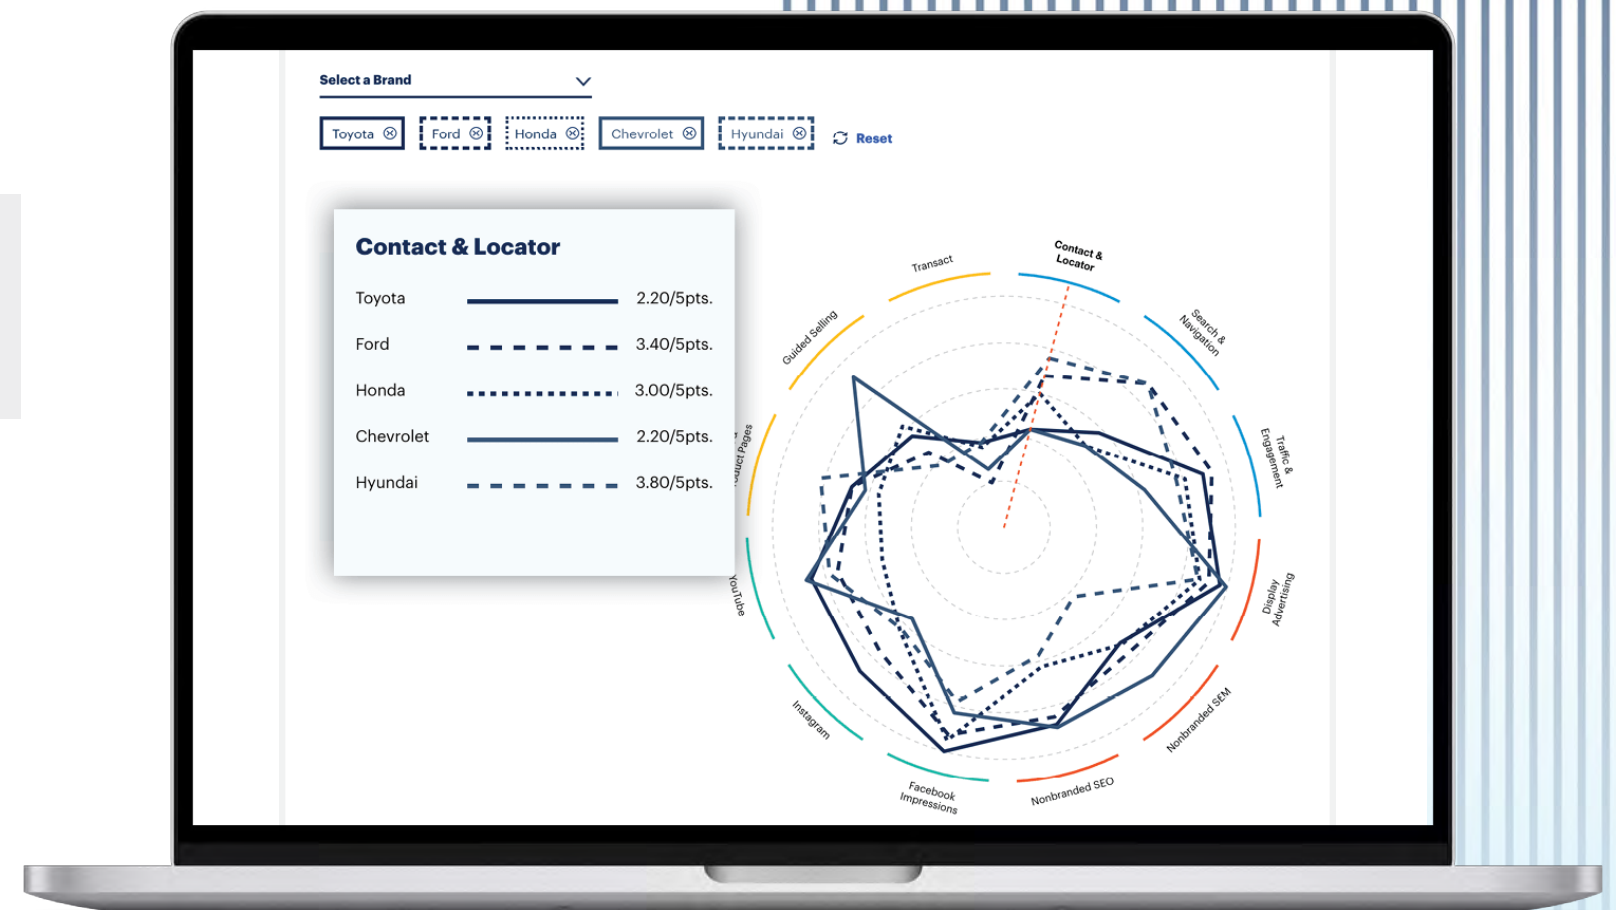 Select a Brand
Toyota
Ford
Honda
Chevrolet
Hyundai
Reset
Contact & Locator
Toyota 2.20/5pts.
Ford 3.40/5pts.
Honda 3.00/5pts.
Chevrolet 2.20/5pts.
Hyundai 3.80/5pts.
Contact &
Locator
Search &
Navigation
Traffic &
Engagement
Display
Advertising
Nonbranded SEM
Nonbranded SEO
Facebook
Impressions
Instagram
YouTube
Pages
Guided Selling
Transact